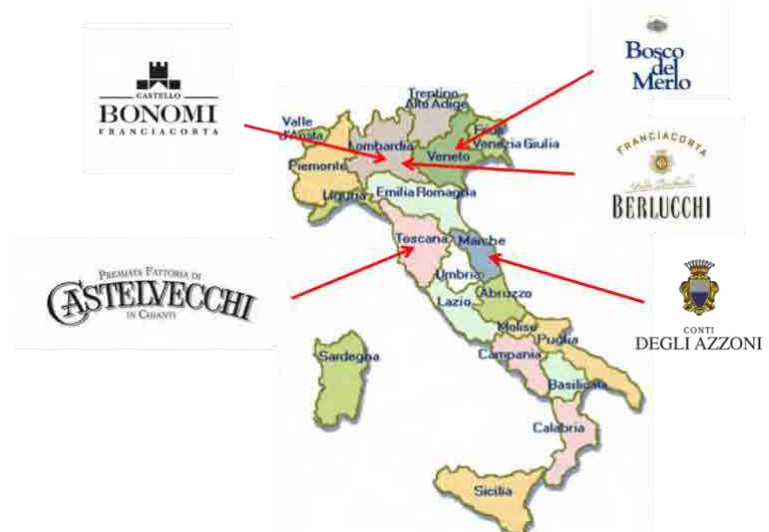 CASTELLO
BONOMI
FRANCIACORTA
Bosco
del
Merlo
FRANCIACORTA
BERLUCCHI
PREMIATA FATTORIA DI
CASTELVECCHI
IN CHIANTI
CONTI
DEGLI AZZONI
Trentino
Alto Adige
Valle
d'Aosta
Lombardia
Veneto
Friuli
Venezia Giulia
Piemonte
Liguria
Emilia Romagna
Toscana
Marche
Umbria
Lazio
Abruzzo
Molise
Puglia
Campania
Basilicata
Sardegna
Calabria
Sicilia